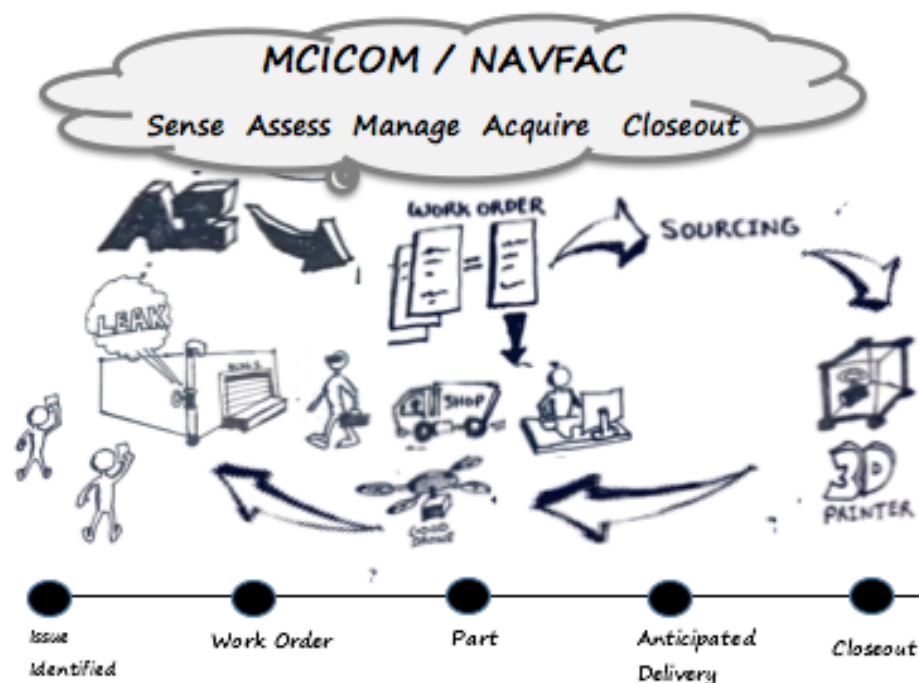 MCICOM / NAVFAC
Sense Assess Manage Acquire Closeout
WORK ORDER
SOURCING
LEAK
SHOP
3D
PRINTER
DRONE
Issue
Identified
Work Order
Part
Anticipated
Delivery
Closeout